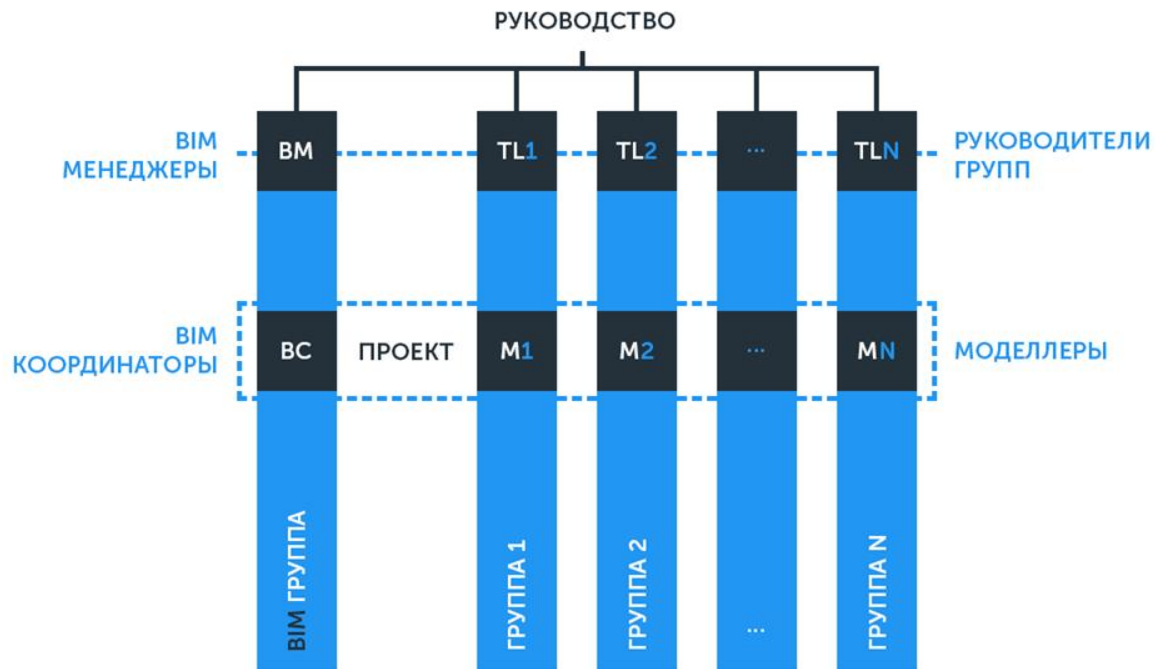 РУКОВОДСТВО
BIM
МЕНЕДЖЕРЫ
BM
TL1
TL2
...
TLN
РУКОВОДИТЕЛИ
ГРУПП
BIM
КООРДИНАТОРЫ
BC
ПРОЕКТ
M1
M2
...
MN
МОДЕЛЛЕРЫ
BIM ГРУППА
ГРУППА 1
ГРУППА 2
...
ГРУППА N